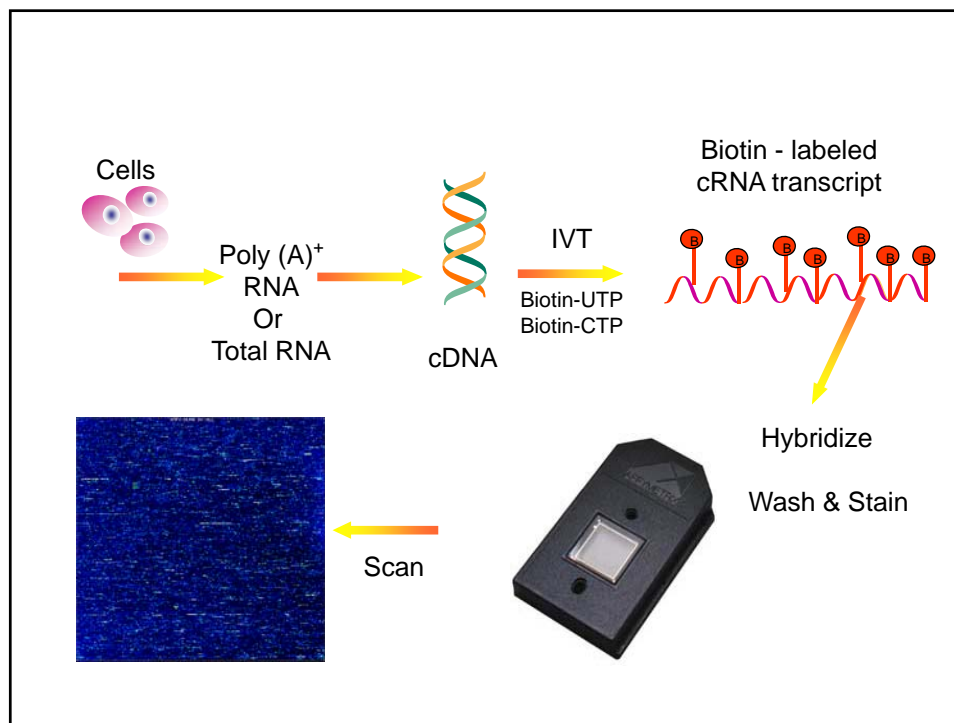 Cells
Poly (A)+
RNA
Or
Total RNA
cDNA
IVT
Biotin-UTP
Biotin-CTP
Biotin - labeled
cRNA transcript
B
B
B
B
B
B
B
Hybridize
Wash & Stain
AFFYMETRIX
Scan